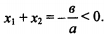 x₁ + x₂ = -в/a < 0.